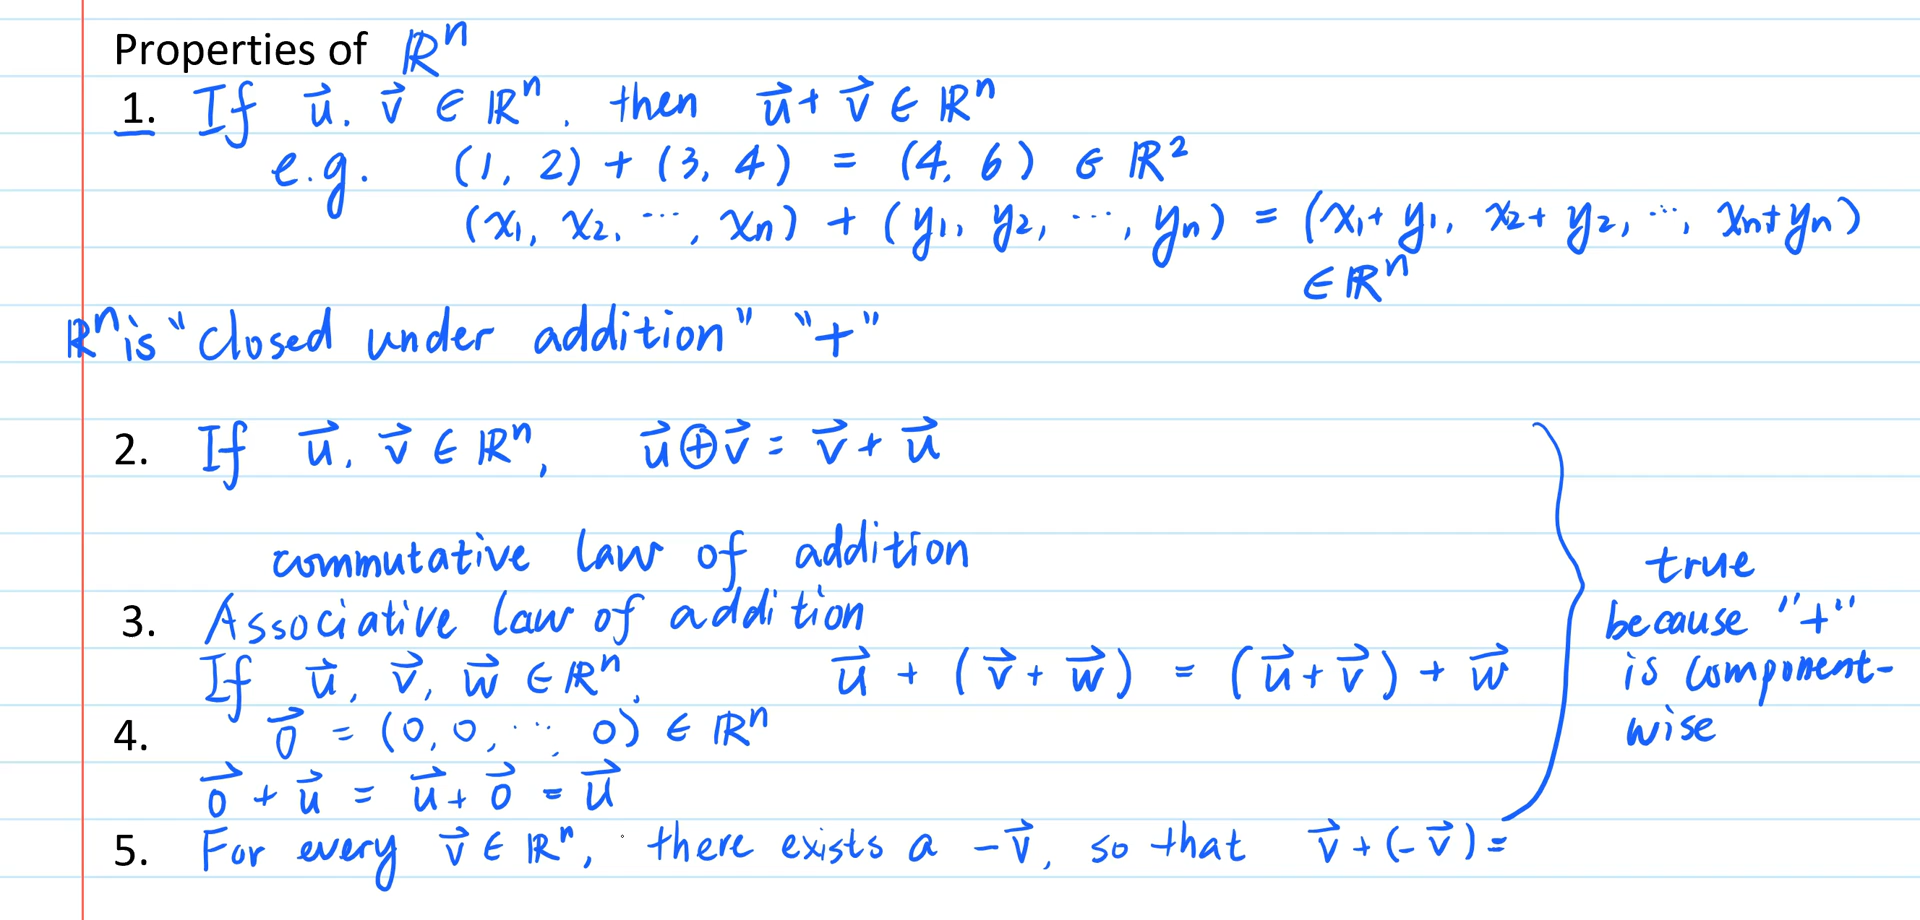 Properties of ℝⁿ
1. If u⃗, v⃗ ∈ ℝⁿ, then u⃗ + v⃗ ∈ ℝⁿ
e.g. (1, 2) + (3, 4) = (4, 6) ∈ ℝ²
(x₁, x₂, ⋯, xₙ) + (y₁, y₂, ⋯, yₙ) = (x₁+y₁, x₂+y₂, ⋯, xₙ+yₙ)
∈ ℝⁿ
ℝⁿ is "closed under addition" "+"
2. If u⃗, v⃗ ∈ ℝⁿ, u⃗ ⊕ v⃗ = v⃗ + u⃗
commutative law of addition
3. Associative law of addition
If u⃗, v⃗, w⃗ ∈ ℝⁿ, u⃗ + (v⃗ + w⃗) = (u⃗ + v⃗) + w⃗
4. 0⃗ = (0, 0, ⋯, 0) ∈ ℝⁿ
0⃗ + u⃗ = u⃗ + 0⃗ = u⃗
5. For every v⃗ ∈ ℝⁿ, there exists a -v⃗, so that v⃗ + (-v⃗) =
true
because "+"
is component-
wise